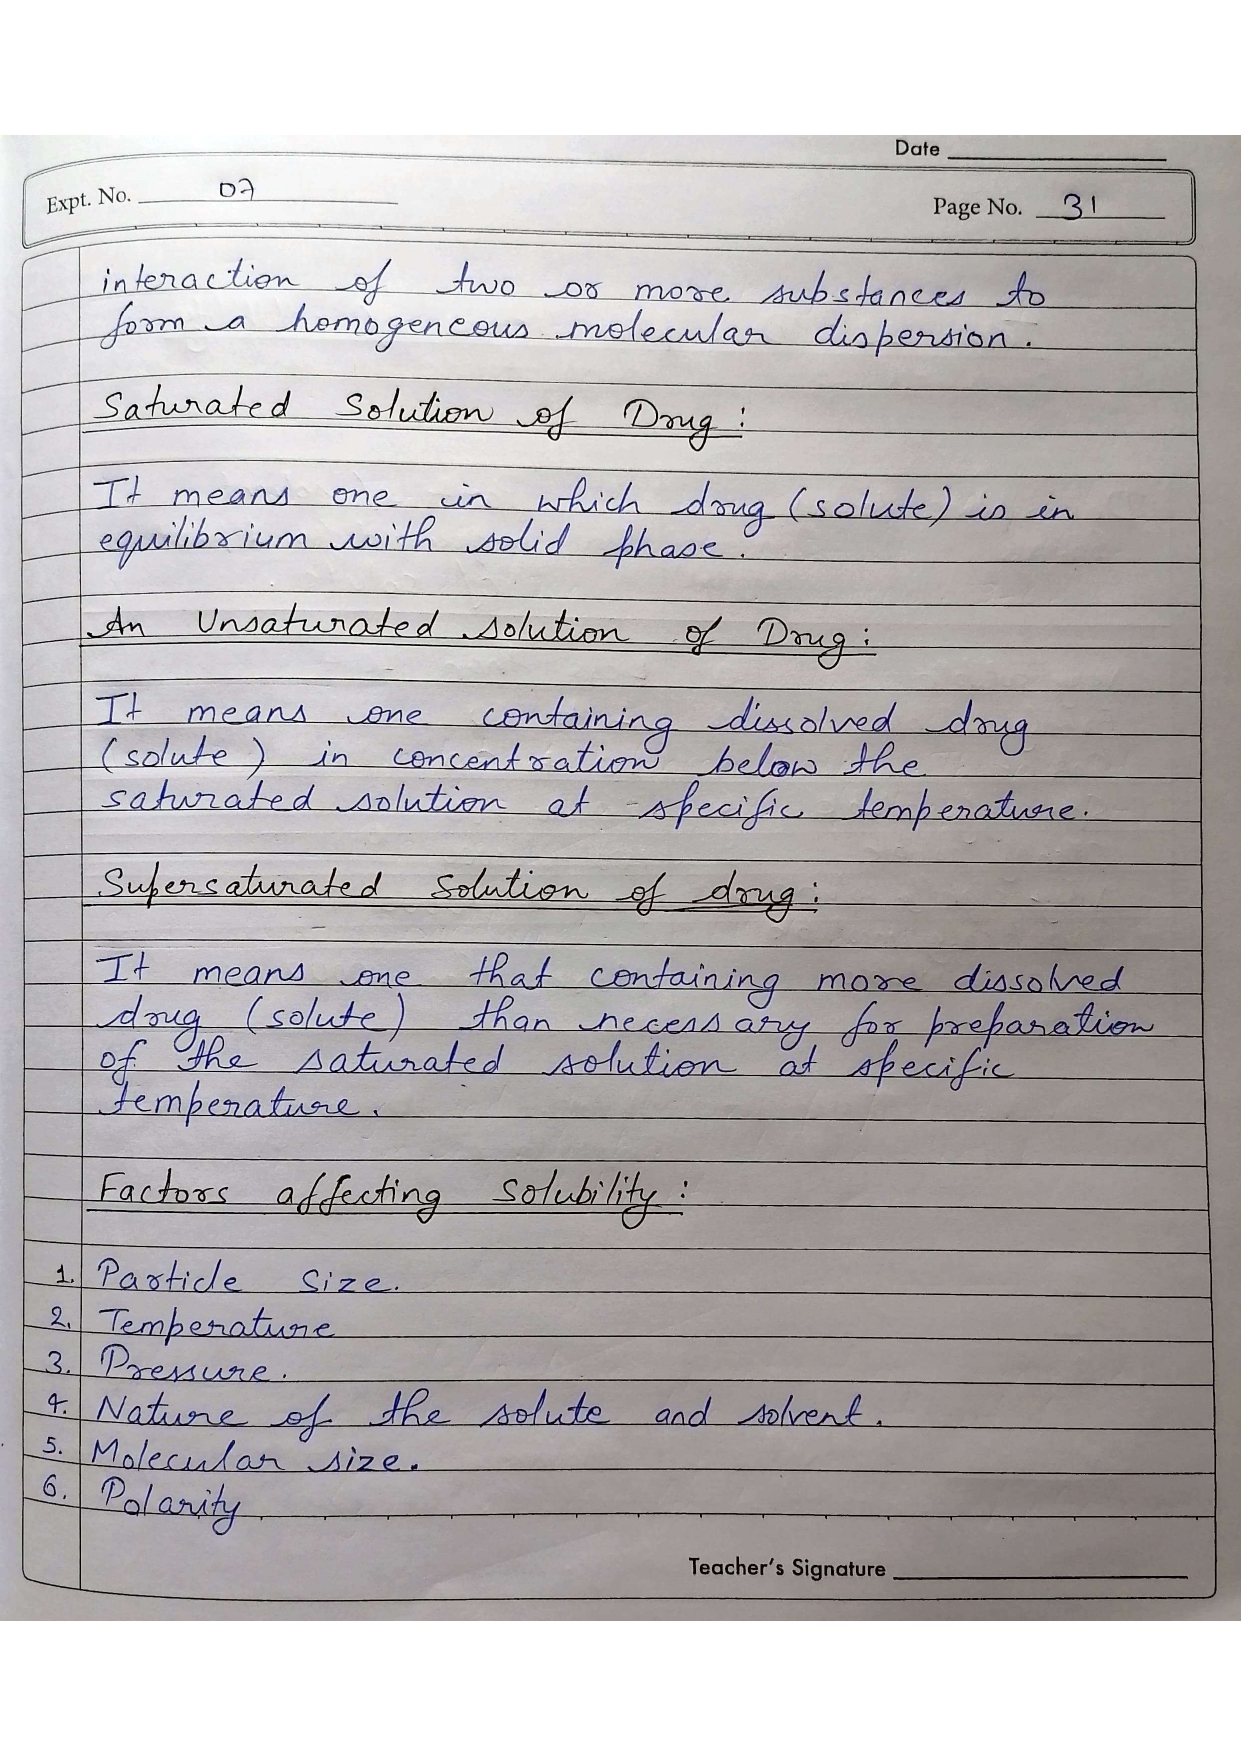 Date
Expt. No. 07
Page No. 31
interaction of two or more substances to
form a homogeneous molecular dispersion.
Saturated Solution of Drug :
It means one in which drug (solute) is in
equilibrium with solid phase.
An Unsaturated solution of Drug :
It means one containing dissolved drug
(solute) in concentration below the
saturated solution at specific temperature.
Supersaturated Solution of drug :
It means one that containing more dissolved
drug (solute) than necessary for preparation
of the saturated solution at specific
temperature.
Factors affecting Solubility :
1. Particle Size.
2. Temperature
3. Pressure.
4. Nature of the solute and solvent.
5. Molecular size.
6. Polarity
Teacher's Signature